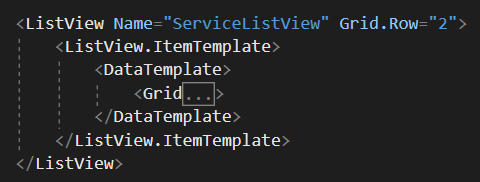 <ListView Name="ServiceListView" Grid.Row="2">
<ListView.ItemTemplate>
<DataTemplate>
<Grid...>
</DataTemplate>
</ListView.ItemTemplate>
</ListView>